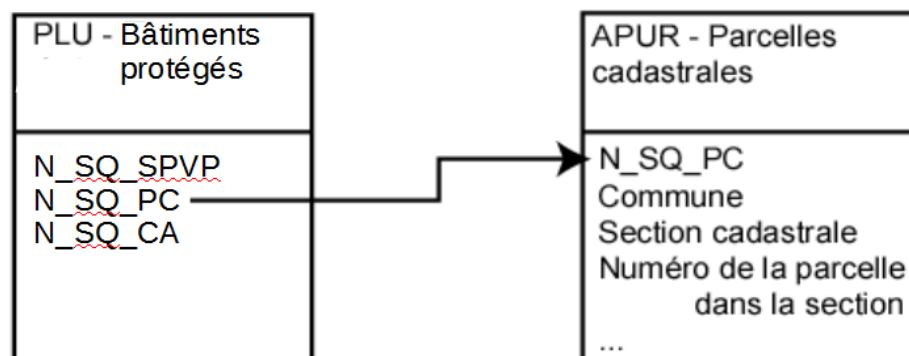 PLU - Bâtiments
protégés
N_SQ_SPVP
N_SQ_PC
N_SQ_CA
APUR - Parcelles
cadastrales
N_SQ_PC
Commune
Section cadastrale
Numéro de la parcelle
dans la section
...